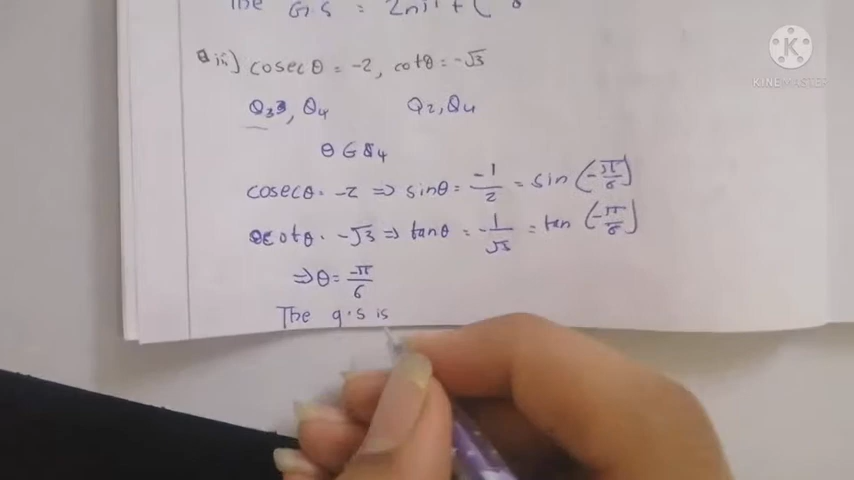 The G.S = 2nπ + (
iii) cosecθ = -2, cotθ = -√3
Q3, Q4 Q2, Q4
θ ∈ Q4
cosecθ = -2 ⇒ sinθ = -1/2 = sin(-π/6)
cotθ = -√3 ⇒ tanθ = -1/√3 = tan(-π/6)
⇒ θ = -π/6
The g.s is
KINEMASTER